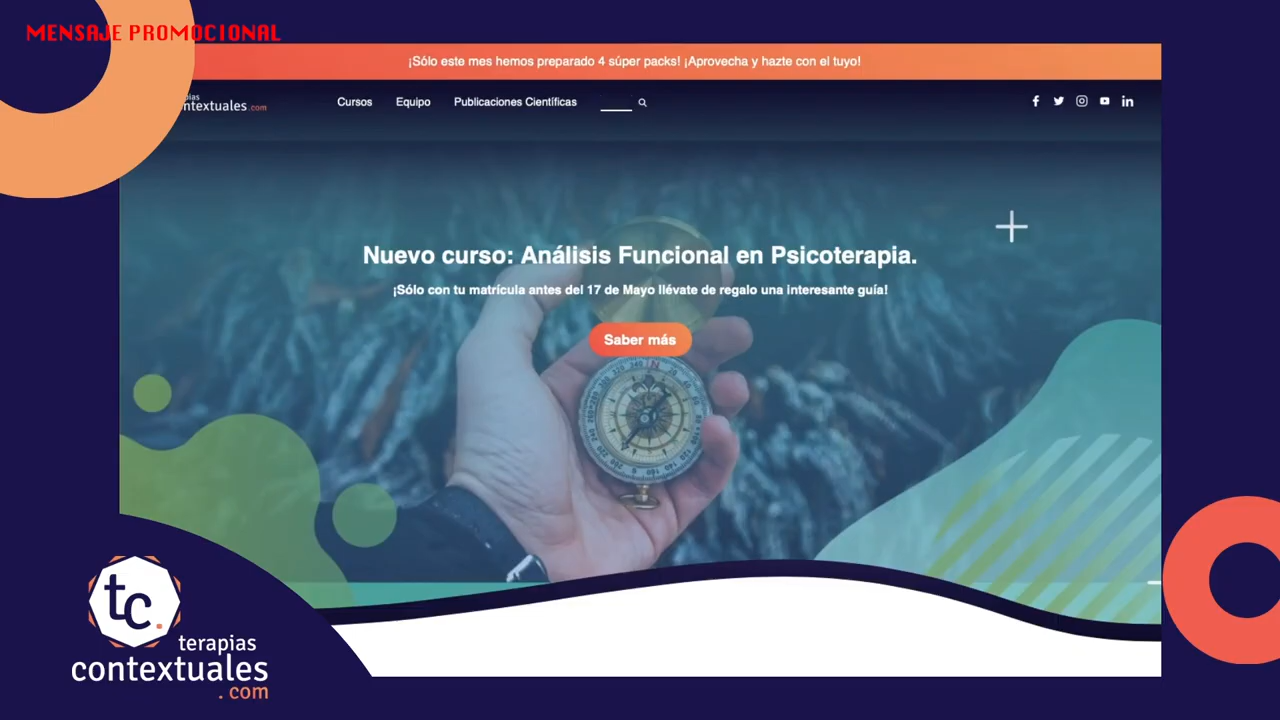 MENSAJE PROMOCIONAL
¡Sólo este mes hemos preparado 4 súper packs! ¡Aprovecha y hazte con el tuyo!
ntextuales .com
Cursos Equipo Publicaciones Científicas
Nuevo curso: Análisis Funcional en Psicoterapia.
¡Sólo con tu matrícula antes del 17 de Mayo llévate de regalo una interesante guía!
Saber más
tc.
terapias
contextuales
.com